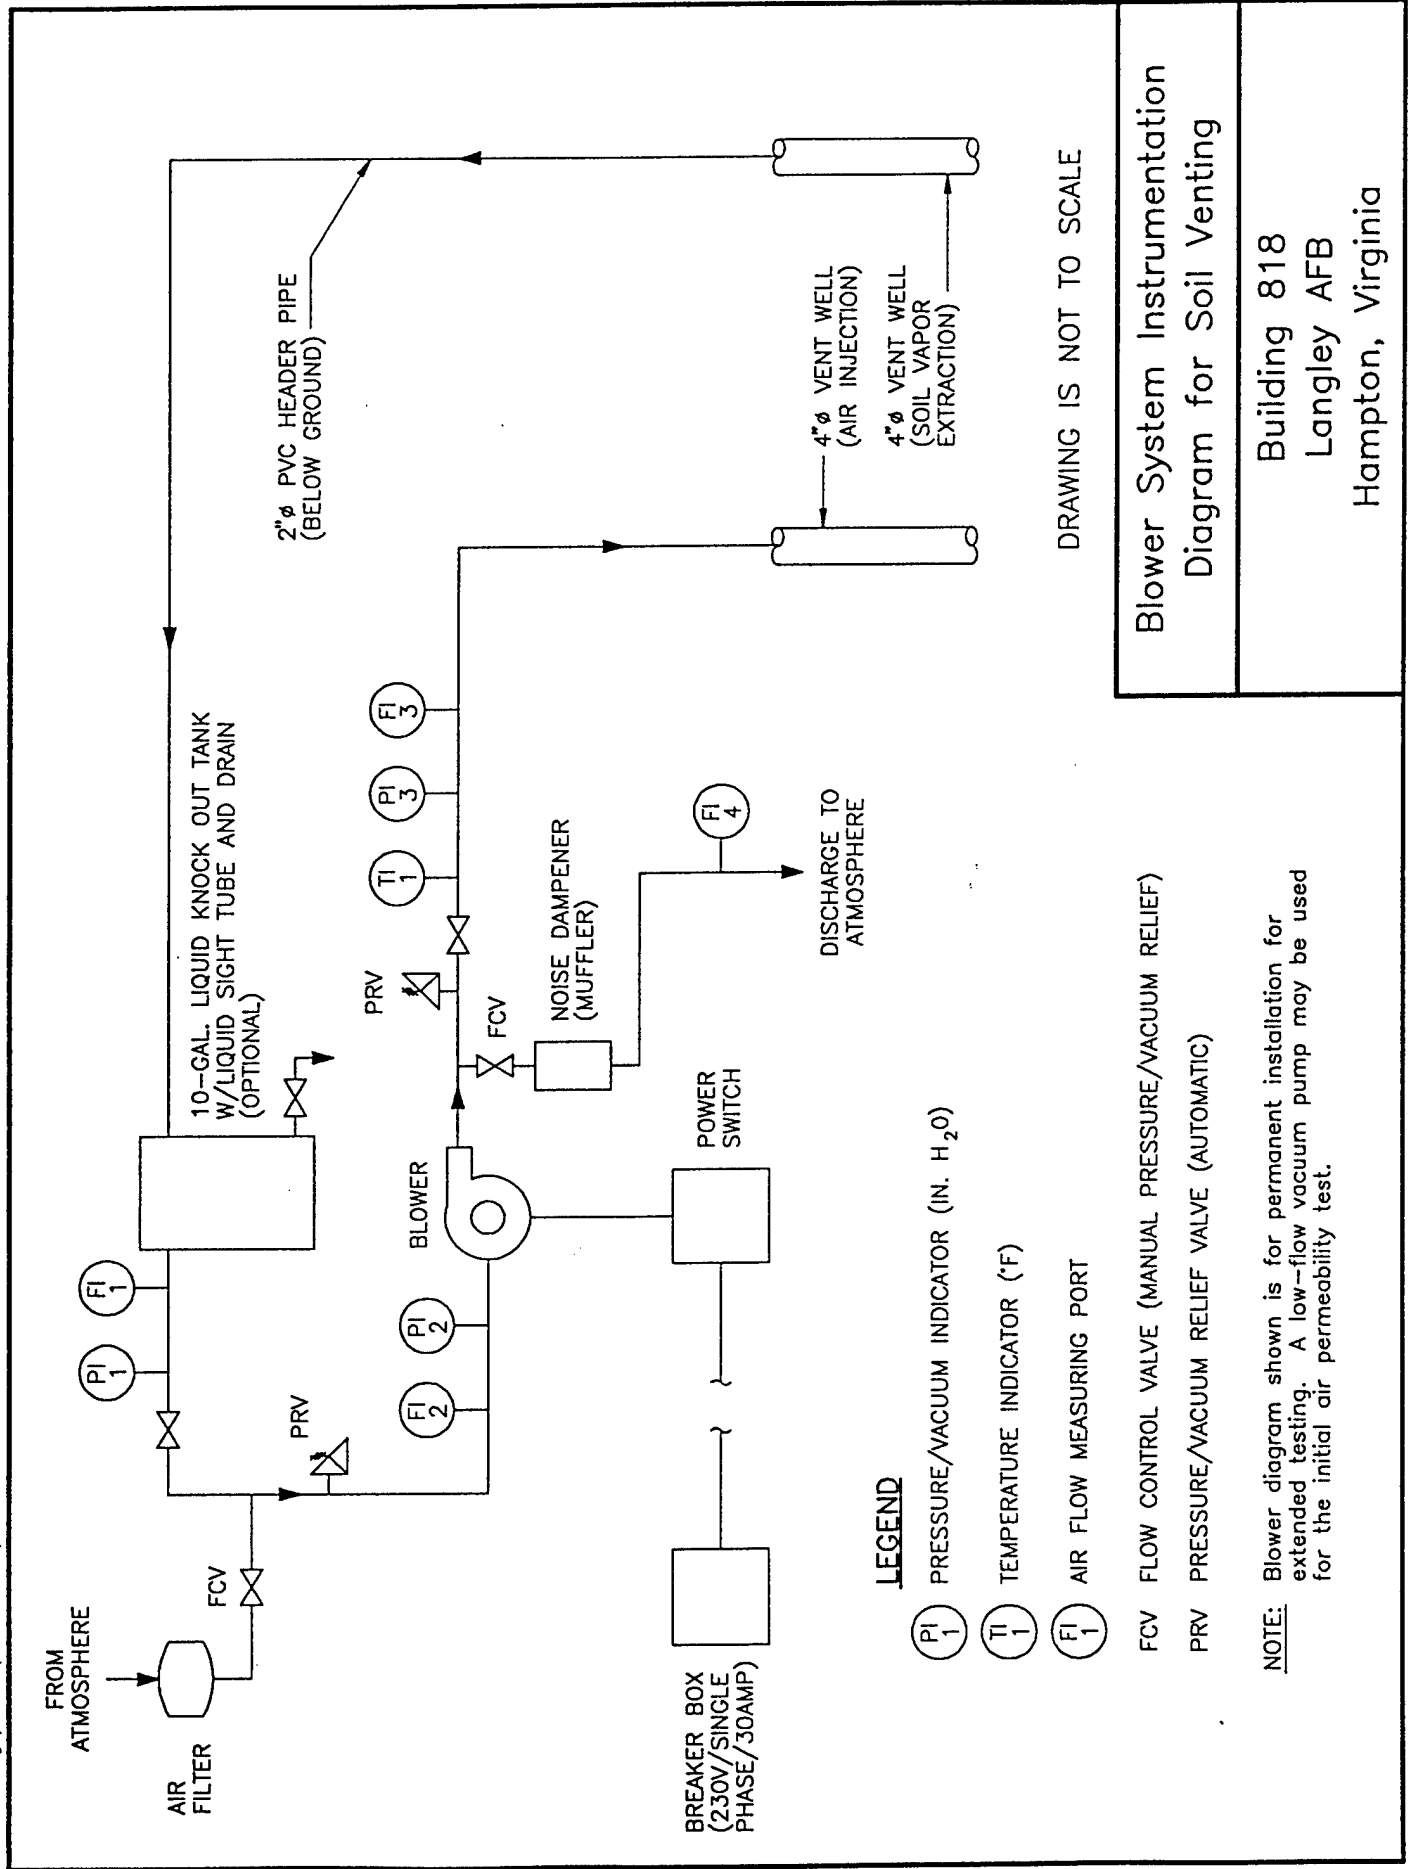 FROM
ATMOSPHERE
AIR
FILTER
FCV
PRV
PI
1
FI
1
10-GAL. LIQUID KNOCK OUT TANK
W/LIQUID SIGHT TUBE AND DRAIN
(OPTIONAL)
2"ø PVC HEADER PIPE
(BELOW GROUND)
FI
2
PI
2
BLOWER
PRV
FCV
TI
1
PI
3
FI
3
NOISE DAMPENER
(MUFFLER)
FI
4
DISCHARGE TO
ATMOSPHERE
4"ø VENT WELL
(AIR INJECTION)
4"ø VENT WELL
(SOIL VAPOR
EXTRACTION)
BREAKER BOX
(230V/SINGLE
PHASE/30AMP)
POWER
SWITCH
DRAWING IS NOT TO SCALE
LEGEND
PI
1
PRESSURE/VACUUM INDICATOR (IN. H₂O)
TI
1
TEMPERATURE INDICATOR (°F)
FI
1
AIR FLOW MEASURING PORT
FCV FLOW CONTROL VALVE (MANUAL PRESSURE/VACUUM RELIEF)
PRV PRESSURE/VACUUM RELIEF VALVE (AUTOMATIC)
NOTE: Blower diagram shown is for permanent installation for
extended testing. A low-flow vacuum pump may be used
for the initial air permeability test.
Blower System Instrumentation
Diagram for Soil Venting
Building 818
Langley AFB
Hampton, Virginia